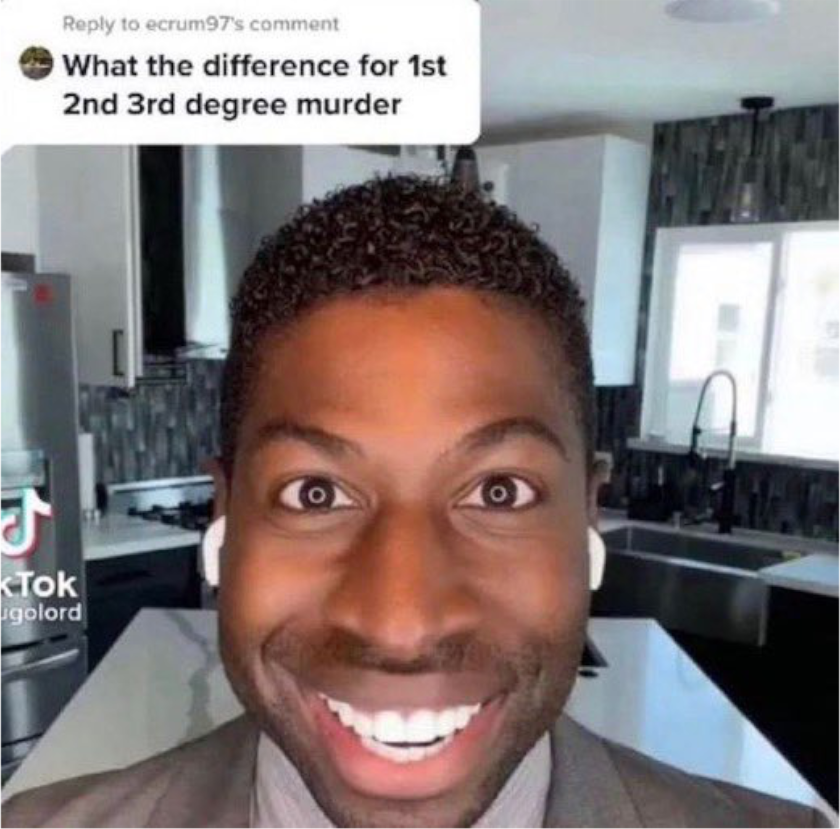 Reply to ecrum97's comment
What the difference for 1st
2nd 3rd degree murder
kTok
ugolord